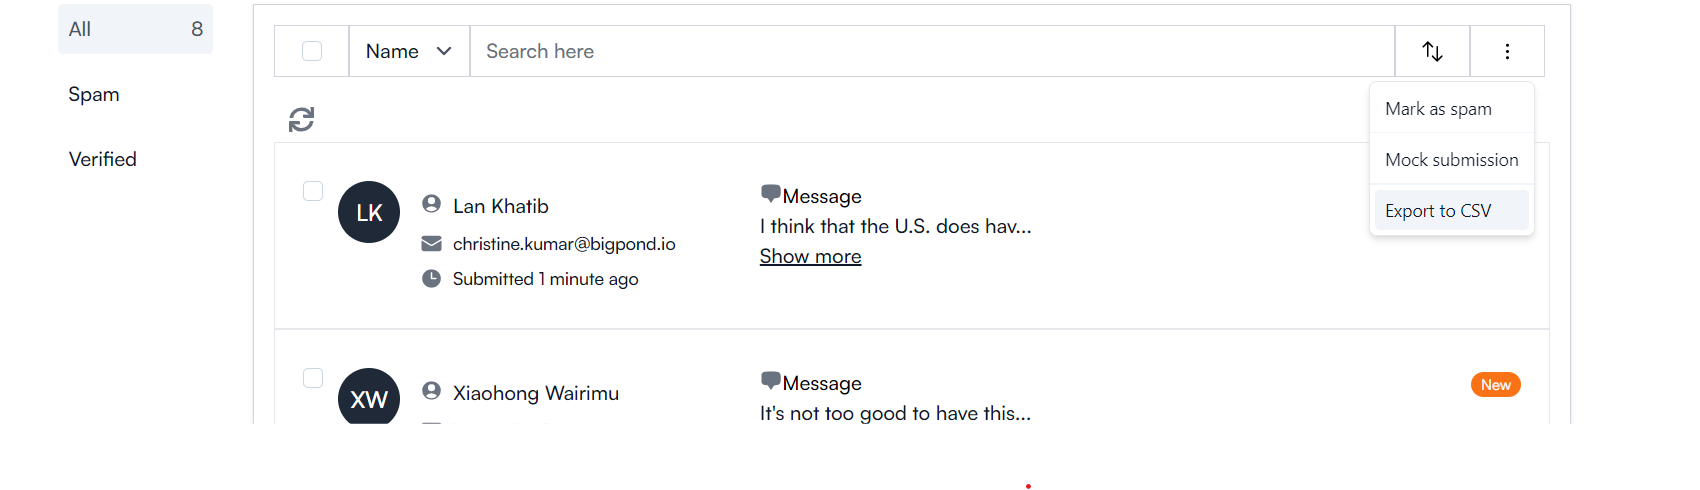 All 8
Spam
Verified
Name Search here
Mark as spam
Mock submission
Export to CSV
LK
Lan Khatib
christine.kumar@bigpond.io
Submitted 1 minute ago
Message
I think that the U.S. does hav...
Show more
XW
Xiaohong Wairimu
Message
It's not too good to have this...
New